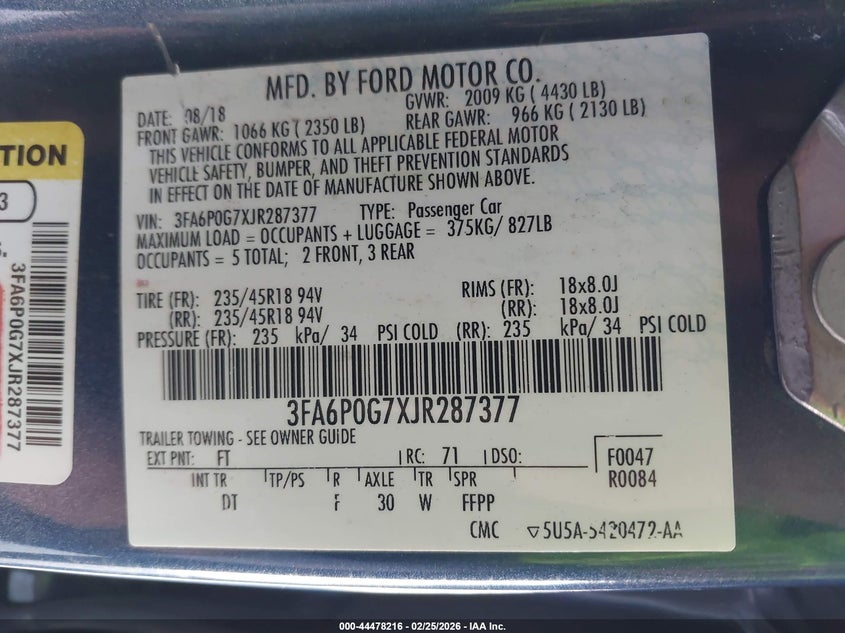 MFD. BY FORD MOTOR CO.
DATE: 08/18 GVWR: 2009 KG ( 4430 LB)
FRONT GAWR: 1066 KG ( 2350 LB) REAR GAWR: 966 KG ( 2130 LB)
THIS VEHICLE CONFORMS TO ALL APPLICABLE FEDERAL MOTOR
VEHICLE SAFETY, BUMPER, AND THEFT PREVENTION STANDARDS
IN EFFECT ON THE DATE OF MANUFACTURE SHOWN ABOVE.
VIN: 3FA6P0G7XJR287377 TYPE: Passenger Car
MAXIMUM LOAD = OCCUPANTS + LUGGAGE = 375KG/ 827LB
OCCUPANTS = 5 TOTAL; 2 FRONT, 3 REAR
TIRE (FR): 235/45R18 94V RIMS (FR): 18x8.0J
(RR): 235/45R18 94V (RR): 18x8.0J
PRESSURE (FR): 235 kPa/ 34 PSI COLD (RR): 235 kPa/ 34 PSI COLD
3FA6P0G7XJR287377
TRAILER TOWING - SEE OWNER GUIDE
EXT PNT: FT RC: 71 DSO: F0047
INT TR TP/PS R AXLE TR SPR R0084
DT F 30 W FFPP
CMC ▽5U5A-5420472-AA
TION
3
3FA6P0G7XJR287377
000-44478216 - 02/25/2026 - IAA Inc.